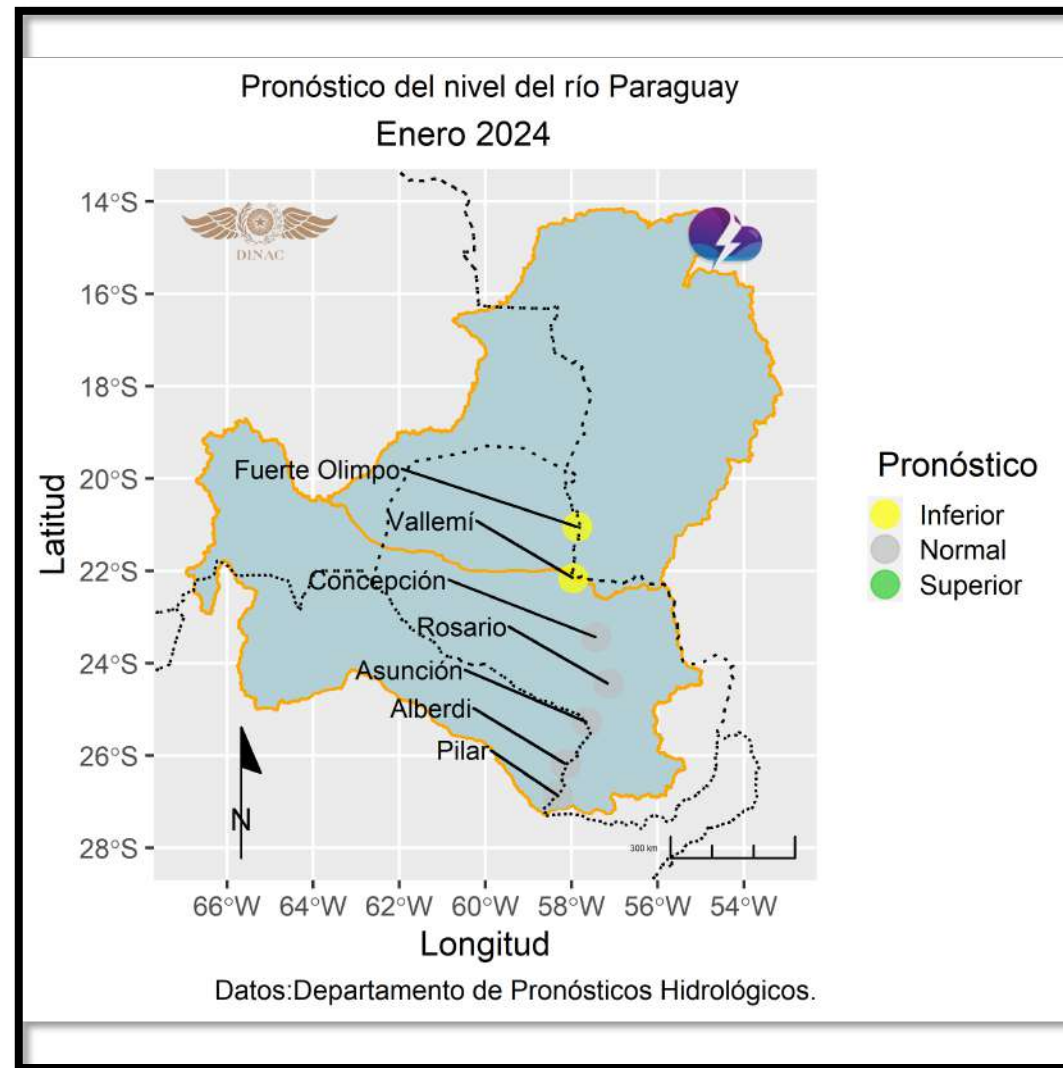 Pronóstico del nivel del río Paraguay
Enero 2024
DINAC
14°S
16°S
18°S
20°S
22°S
24°S
26°S
28°S
Latitud
Fuerte Olimpo
Vallemí
Concepción
Rosario
Asunción
Alberdi
Pilar
N
300 km
66°W 64°W 62°W 60°W 58°W 56°W 54°W
Longitud
Pronóstico
Inferior
Normal
Superior
Datos:Departamento de Pronósticos Hidrológicos.